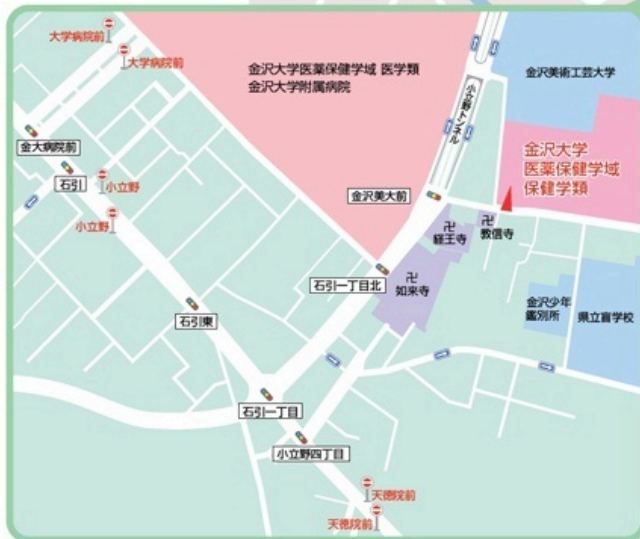 大学病院前
大学病院前
金沢大学医薬保健学域 医学類
金沢大学附属病院
小立野トンネル
金沢美術工芸大学
金大病院前
石引
小立野
小立野
金沢美大前
金沢大学
医薬保健学域
保健学類
卍
経王寺
卍
教信寺
石引一丁目北
卍
如来寺
石引東
金沢少年
鑑別所
県立盲学校
石引一丁目
小立野四丁目
天徳院前
天徳院前